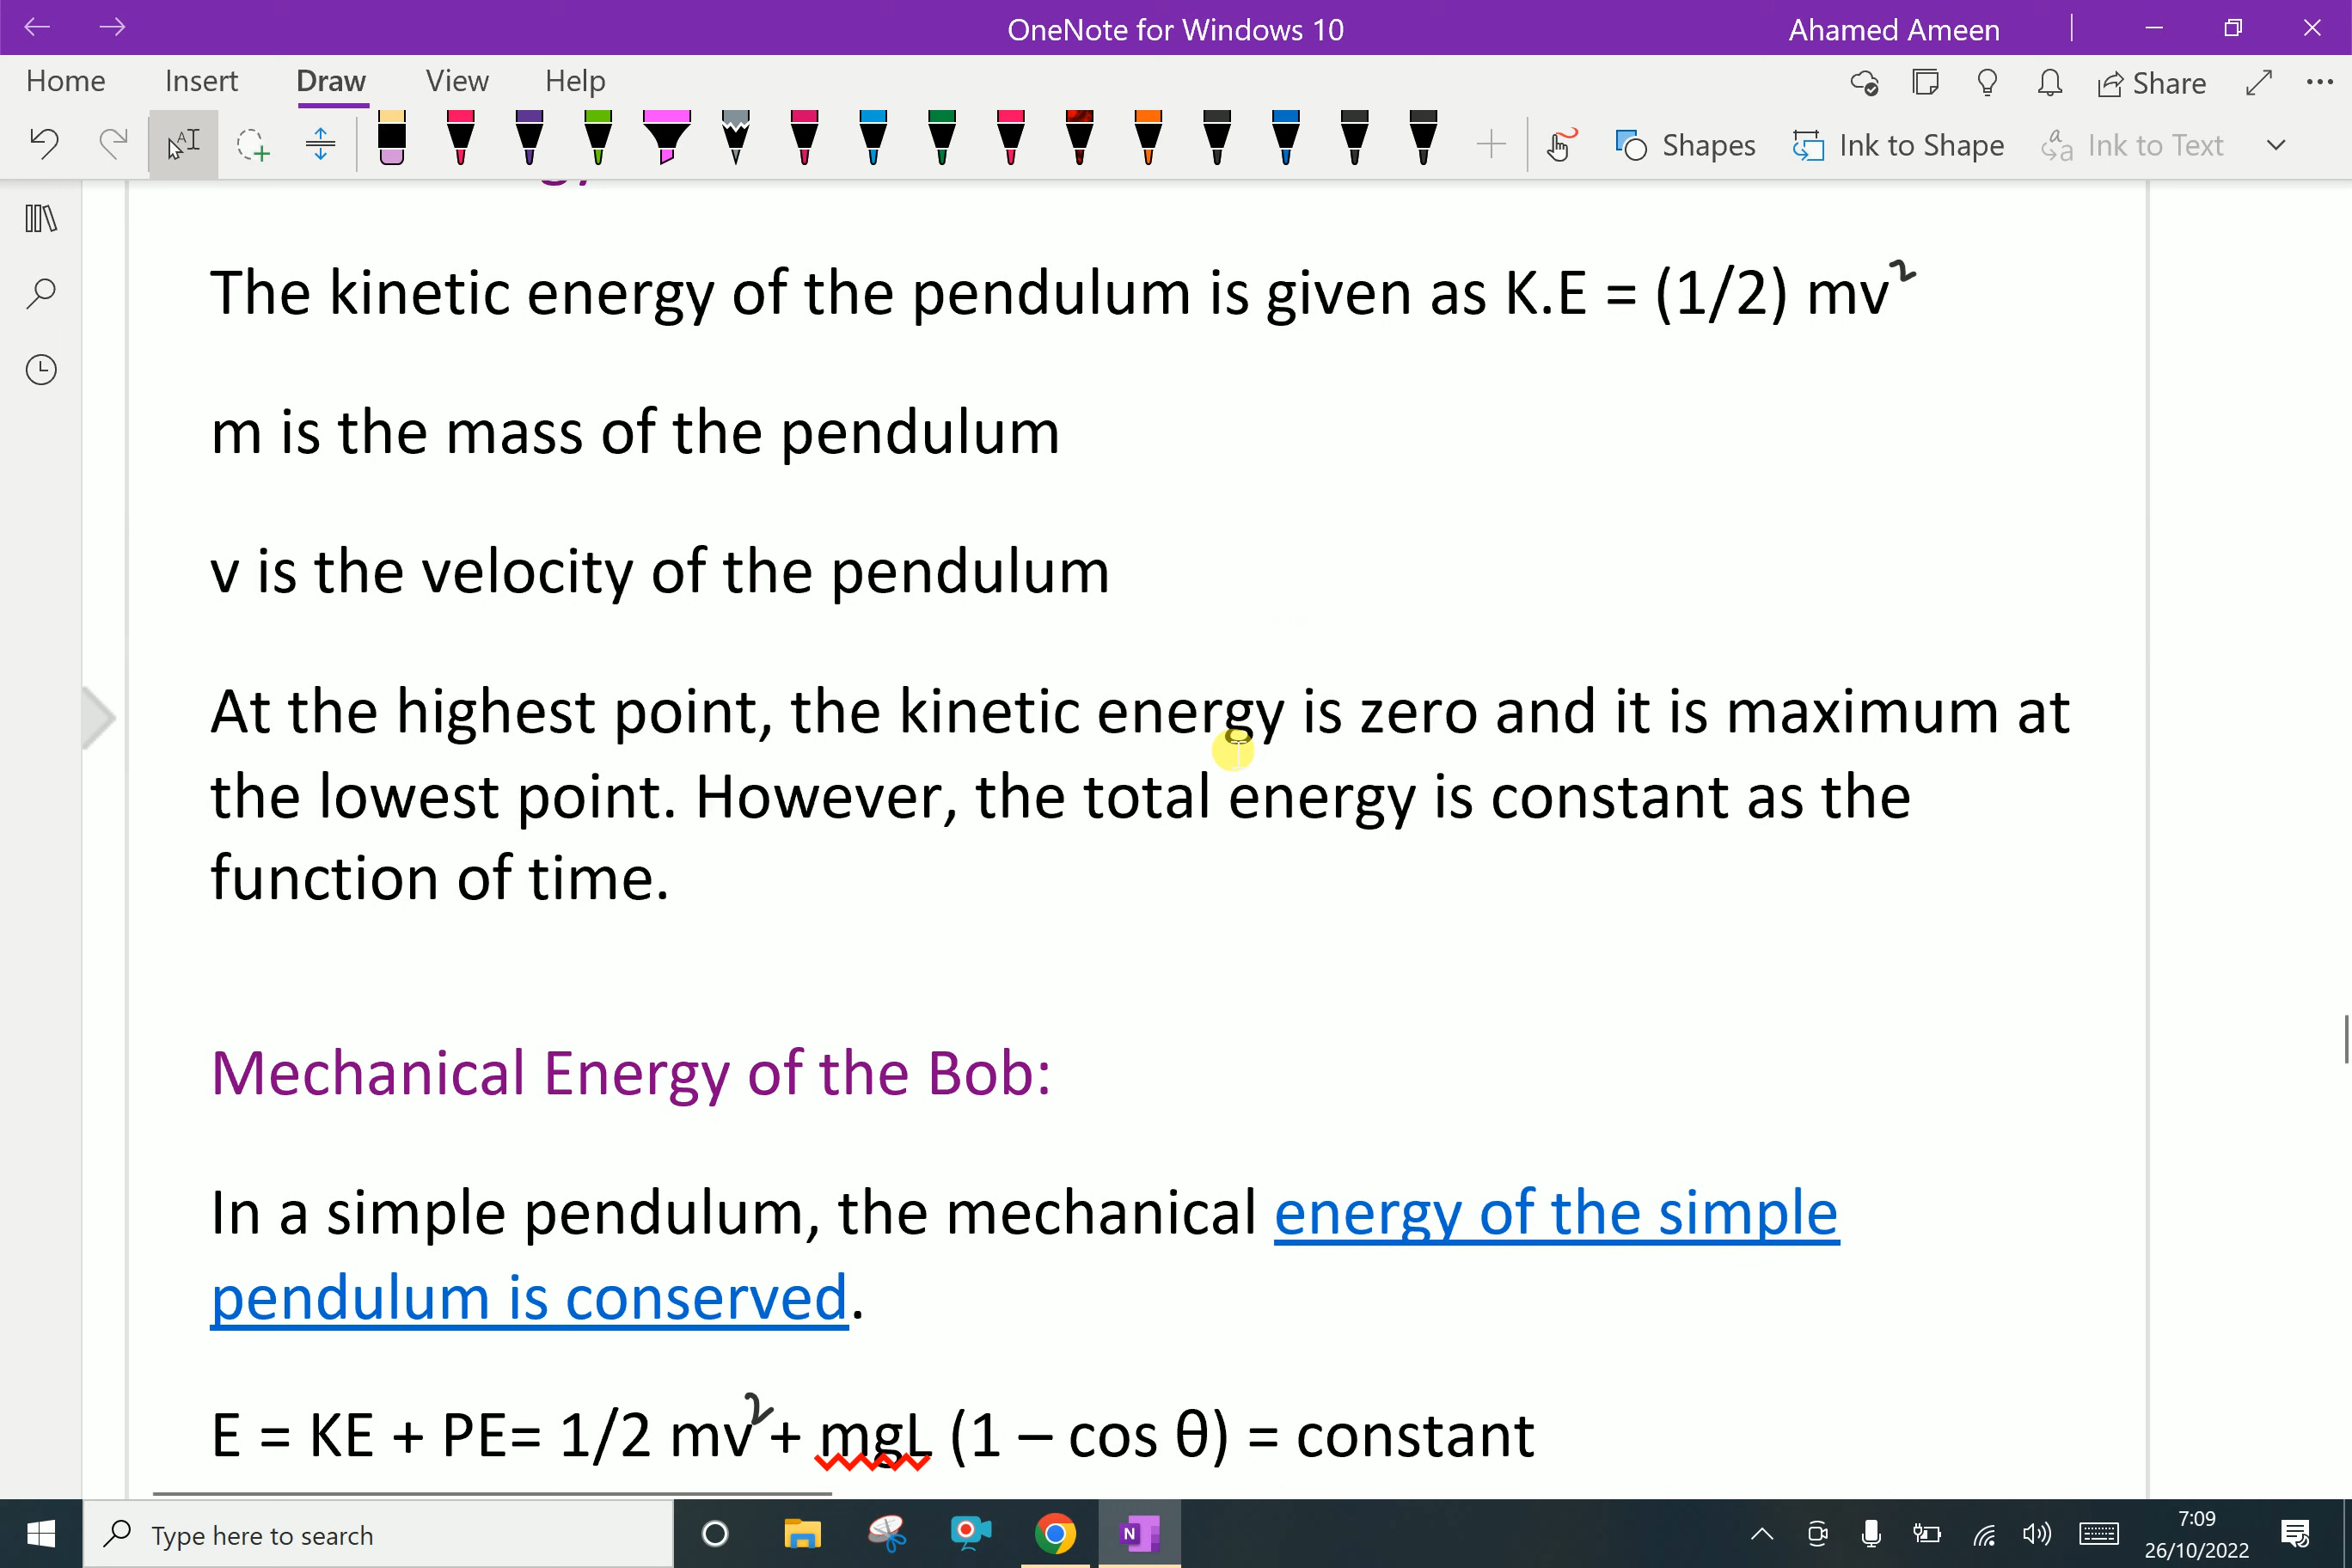 OneNote for Windows 10
Ahamed Ameen
Home Insert Draw View Help
Share
Shapes Ink to Shape Ink to Text
The kinetic energy of the pendulum is given as K.E = (1/2) mv²
m is the mass of the pendulum
v is the velocity of the pendulum
At the highest point, the kinetic energy is zero and it is maximum at
the lowest point. However, the total energy is constant as the
function of time.
Mechanical Energy of the Bob:
In a simple pendulum, the mechanical energy of the simple
pendulum is conserved.
E = KE + PE= 1/2 mv²+ mgL (1 – cos θ) = constant
Type here to search
N
7:09
26/10/2022